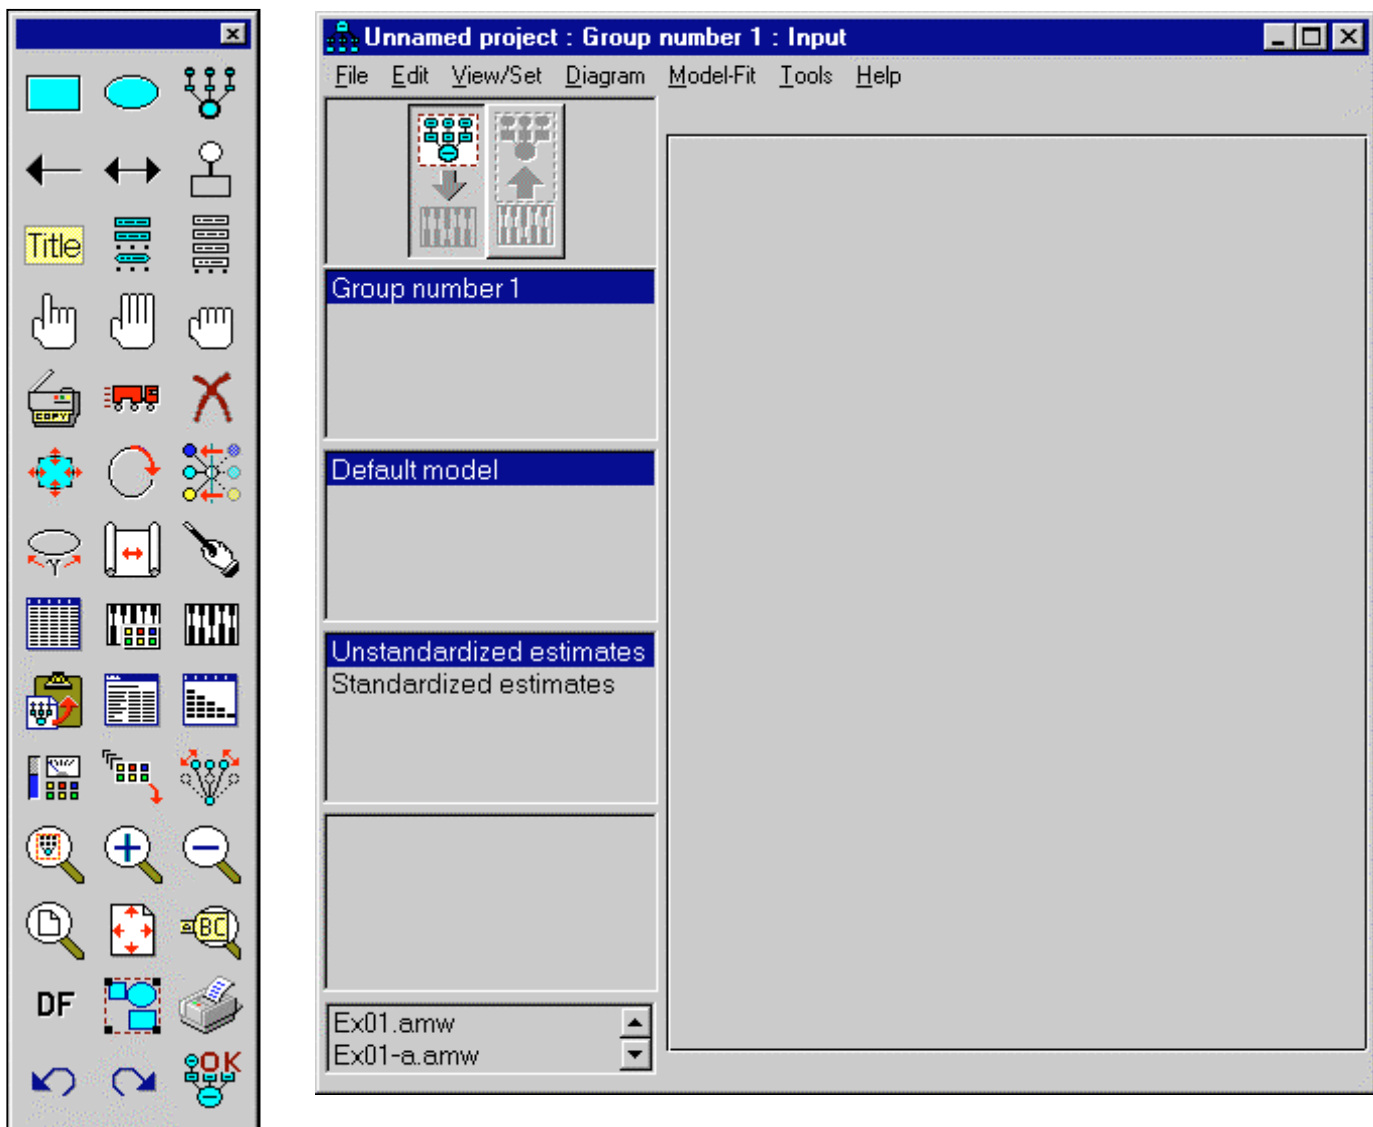 Unnamed project : Group number 1 : Input
File Edit View/Set Diagram Model-Fit Tools Help
Title
COPY
BC
DF
OK
Group number 1
Default model
Unstandardized estimates
Standardized estimates
Ex01.amw
Ex01-a.amw